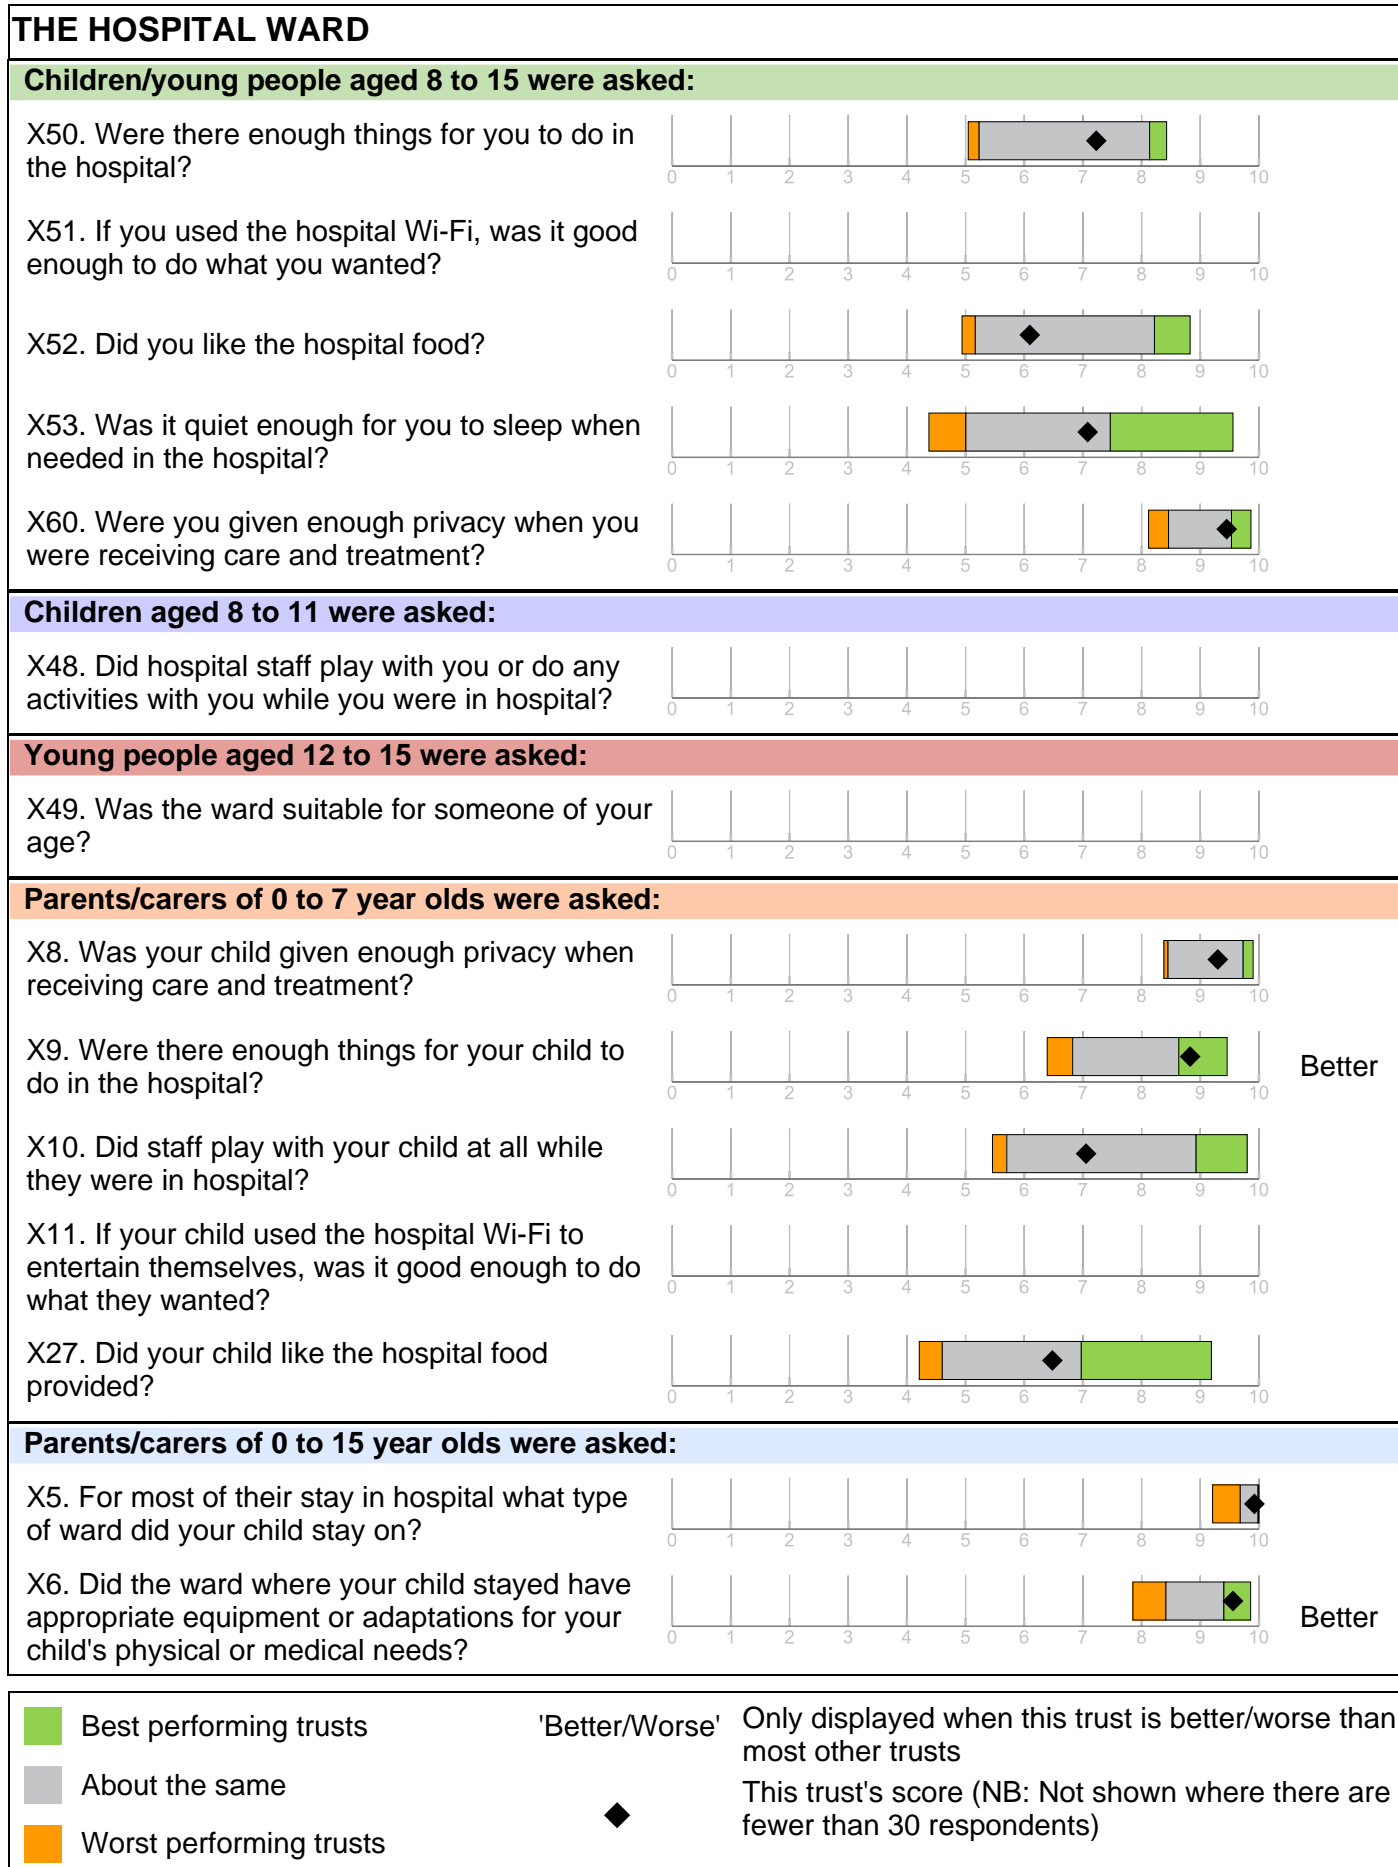 THE HOSPITAL WARD
Children/young people aged 8 to 15 were asked:
X50. Were there enough things for you to do in
the hospital?
0 1 2 3 4 5 6 7 8 9 10
X51. If you used the hospital Wi-Fi, was it good
enough to do what you wanted?
0 1 2 3 4 5 6 7 8 9 10
X52. Did you like the hospital food?
0 1 2 3 4 5 6 7 8 9 10
X53. Was it quiet enough for you to sleep when
needed in the hospital?
0 1 2 3 4 5 6 7 8 9 10
X60. Were you given enough privacy when you
were receiving care and treatment?
0 1 2 3 4 5 6 7 8 9 10
Children aged 8 to 11 were asked:
X48. Did hospital staff play with you or do any
activities with you while you were in hospital?
0 1 2 3 4 5 6 7 8 9 10
Young people aged 12 to 15 were asked:
X49. Was the ward suitable for someone of your
age?
0 1 2 3 4 5 6 7 8 9 10
Parents/carers of 0 to 7 year olds were asked:
X8. Was your child given enough privacy when
receiving care and treatment?
0 1 2 3 4 5 6 7 8 9 10
X9. Were there enough things for your child to
do in the hospital?
0 1 2 3 4 5 6 7 8 9 10
Better
X10. Did staff play with your child at all while
they were in hospital?
0 1 2 3 4 5 6 7 8 9 10
X11. If your child used the hospital Wi-Fi to
entertain themselves, was it good enough to do
what they wanted?
0 1 2 3 4 5 6 7 8 9 10
X27. Did your child like the hospital food
provided?
0 1 2 3 4 5 6 7 8 9 10
Parents/carers of 0 to 15 year olds were asked:
X5. For most of their stay in hospital what type
of ward did your child stay on?
0 1 2 3 4 5 6 7 8 9 10
X6. Did the ward where your child stayed have
appropriate equipment or adaptations for your
child's physical or medical needs?
0 1 2 3 4 5 6 7 8 9 10
Better
Best performing trusts
About the same
Worst performing trusts
'Better/Worse'
Only displayed when this trust is better/worse than
most other trusts
This trust's score (NB: Not shown where there are
fewer than 30 respondents)